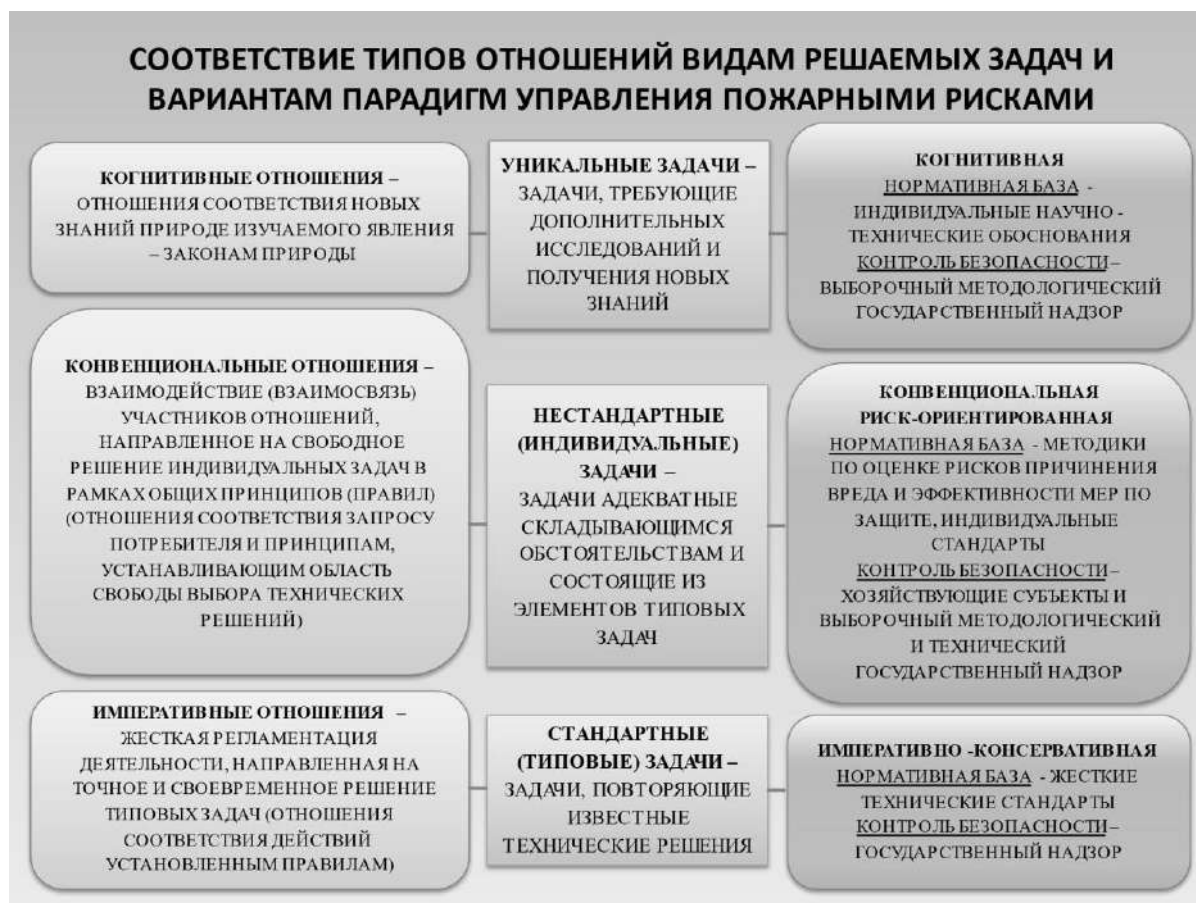 СООТВЕТСТВИЕ ТИПОВ ОТНОШЕНИЙ ВИДАМ РЕШАЕМЫХ ЗАДАЧ И
ВАРИАНТАМ ПАРАДИГМ УПРАВЛЕНИЯ ПОЖАРНЫМИ РИСКАМИ
КОГНИТИВНЫЕ ОТНОШЕНИЯ –
ОТНОШЕНИЯ СООТВЕТСТВИЯ НОВЫХ
ЗНАНИЙ ПРИРОДЕ ИЗУЧАЕМОГО ЯВЛЕНИЯ
– ЗАКОНАМ ПРИРОДЫ
УНИКАЛЬНЫЕ ЗАДАЧИ –
ЗАДАЧИ, ТРЕБУЮЩИЕ
ДОПОЛНИТЕЛЬНЫХ
ИССЛЕДОВАНИЙ И
ПОЛУЧЕНИЯ НОВЫХ
ЗНАНИЙ
КОГНИТИВНАЯ
НОРМАТИВНАЯ БАЗА -
ИНДИВИДУАЛЬНЫЕ НАУЧНО -
ТЕХНИЧЕСКИЕ ОБОСНОВАНИЯ
КОНТРОЛЬ БЕЗОПАСНОСТИ–
ВЫБОРОЧНЫЙ МЕТОДОЛОГИЧЕСКИЙ
ГОСУДАРСТВЕННЫЙ НАДЗОР
КОНВЕНЦИОНАЛЬНЫЕ ОТНОШЕНИЯ –
ВЗАИМОДЕЙСТВИЕ (ВЗАИМОСВЯЗЬ)
УЧАСТНИКОВ ОТНОШЕНИЙ,
НАПРАВЛЕННОЕ НА СВОБОДНОЕ
РЕШЕНИЕ ИНДИВИДУАЛЬНЫХ ЗАДАЧ В
РАМКАХ ОБЩИХ ПРИНЦИПОВ (ПРАВИЛ)
(ОТНОШЕНИЯ СООТВЕТСТВИЯ ЗАПРОСУ
ПОТРЕБИТЕЛЯ И ПРИНЦИПАМ,
УСТАНАВЛИВАЮЩИМ ОБЛАСТЬ
СВОБОДЫ ВЫБОРА ТЕХНИЧЕСКИХ
РЕШЕНИЙ)
НЕСТАНДАРТНЫЕ
(ИНДИВИДУАЛЬНЫЕ)
ЗАДАЧИ –
ЗАДАЧИ АДЕКВАТНЫЕ
СКЛАДЫВАЮЩИМСЯ
ОБСТОЯТЕЛЬСТВАМ И
СОСТОЯЩИЕ ИЗ
ЭЛЕМЕНТОВ ТИПОВЫХ
ЗАДАЧ
КОНВЕНЦИОНАЛЬНАЯ
РИСК-ОРИЕНТИРОВАННАЯ
НОРМАТИВНАЯ БАЗА - МЕТОДИКИ
ПО ОЦЕНКЕ РИСКОВ ПРИЧИНЕНИЯ
ВРЕДА И ЭФФЕКТИВНОСТИ МЕР ПО
ЗАЩИТЕ, ИНДИВИДУАЛЬНЫЕ
СТАНДАРТЫ
КОНТРОЛЬ БЕЗОПАСНОСТИ–
ХОЗЯЙСТВУЮЩИЕ СУБЪЕКТЫ И
ВЫБОРОЧНЫЙ МЕТОДОЛОГИЧЕСКИЙ
И ТЕХНИЧЕСКИЙ
ГОСУДАРСТВЕННЫЙ НАДЗОР
ИМПЕРАТИВНЫЕ ОТНОШЕНИЯ –
ЖЕСТКАЯ РЕГЛАМЕНТАЦИЯ
ДЕЯТЕЛЬНОСТИ, НАПРАВЛЕННАЯ НА
ТОЧНОЕ И СВОЕВРЕМЕННОЕ РЕШЕНИЕ
ТИПОВЫХ ЗАДАЧ (ОТНОШЕНИЯ
СООТВЕТСТВИЯ ДЕЙСТВИЙ
УСТАНОВЛЕННЫМ ПРАВИЛАМ)
СТАНДАРТНЫЕ
(ТИПОВЫЕ) ЗАДАЧИ –
ЗАДАЧИ, ПОВТОРЯЮЩИЕ
ИЗВЕСТНЫЕ
ТЕХНИЧЕСКИЕ РЕШЕНИЯ
ИМПЕРАТИВНО -КОНСЕРВАТИВНАЯ
НОРМАТИВНАЯ БАЗА - ЖЕСТКИЕ
ТЕХНИЧЕСКИЕ СТАНДАРТЫ
КОНТРОЛЬ БЕЗОПАСНОСТИ–
ГОСУДАРСТВЕННЫЙ НАДЗОР